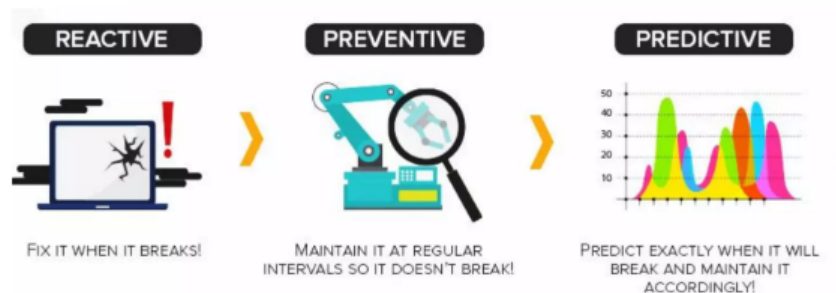 REACTIVE
PREVENTIVE
PREDICTIVE
!
50
40
30
20
10
FIX IT WHEN IT BREAKS!
MAINTAIN IT AT REGULAR
INTERVALS SO IT DOESN'T BREAK!
PREDICT EXACTLY WHEN IT WILL
BREAK AND MAINTAIN IT
ACCORDINGLY!